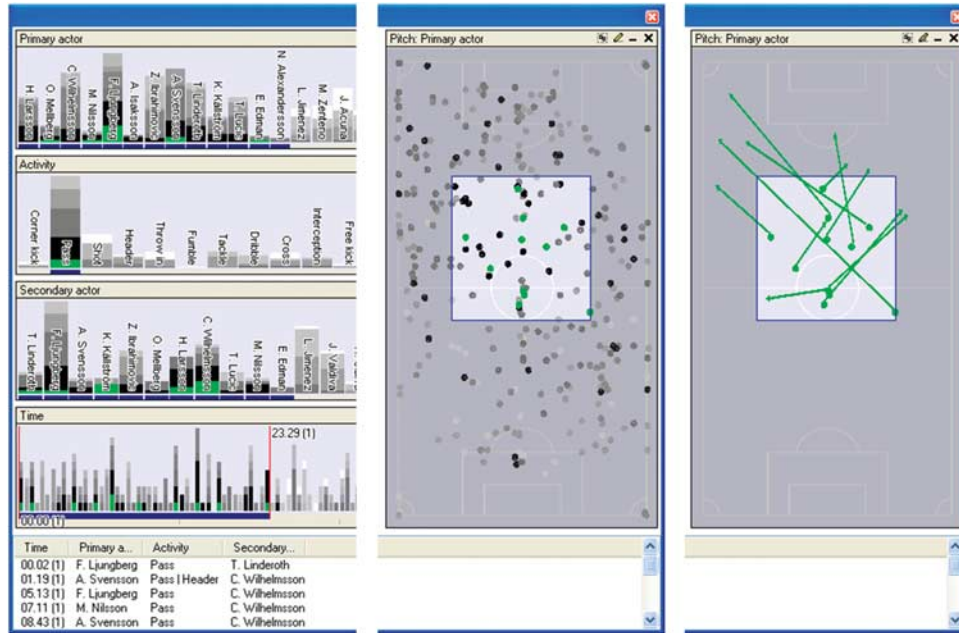 Primary actor
H. Larsson
O. Mellberg
C. Wilhelmsson
M. Nilsson
F. Ljungberg
A. Isaksson
Z. Ibrahimovic
A. Svensson
T. Linderoth
K. Källström
T. Lucic
E. Edman
N. Alexandersson
L. Jimenez
M. Zenteno
J. Acuna
Activity
Corner kick
Pass
Shot
Header
Throw in
Fumble
Tackle
Dribble
Cross
Interception
Free kick
Secondary actor
T. Linderoth
F. Ljungberg
A. Svensson
K. Källström
Z. Ibrahimovic
O. Mellberg
H. Larsson
C. Wilhelmsson
T. Lucic
M. Nilsson
E. Edman
L. Jimenez
J. Valdivia
Time
23.29 (1)
00:00 (1)
Time Primary a... Activity Secondary...
00.02 (1) F. Ljungberg Pass T. Linderoth
01.19 (1) A. Svensson Pass | Header C. Wilhelmsson
05.13 (1) F. Ljungberg Pass C. Wilhelmsson
07.11 (1) M. Nilsson Pass C. Wilhelmsson
08.43 (1) A. Svensson Pass C. Wilhelmsson
Pitch: Primary actor
Pitch: Primary actor